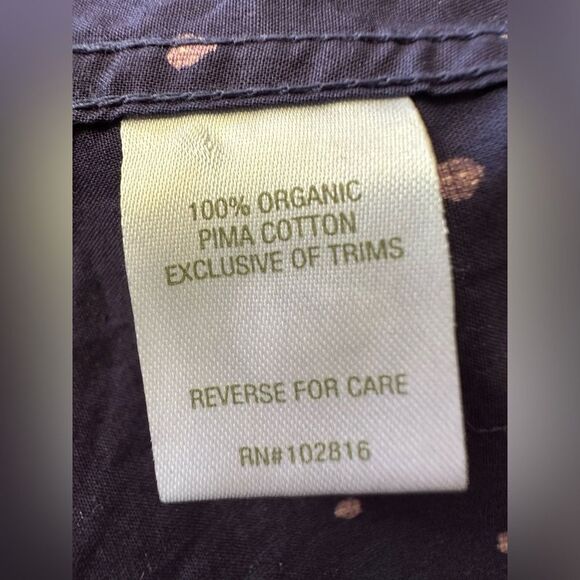 100% ORGANIC
PIMA COTTON
EXCLUSIVE OF TRIMS
REVERSE FOR CARE
RN#102816